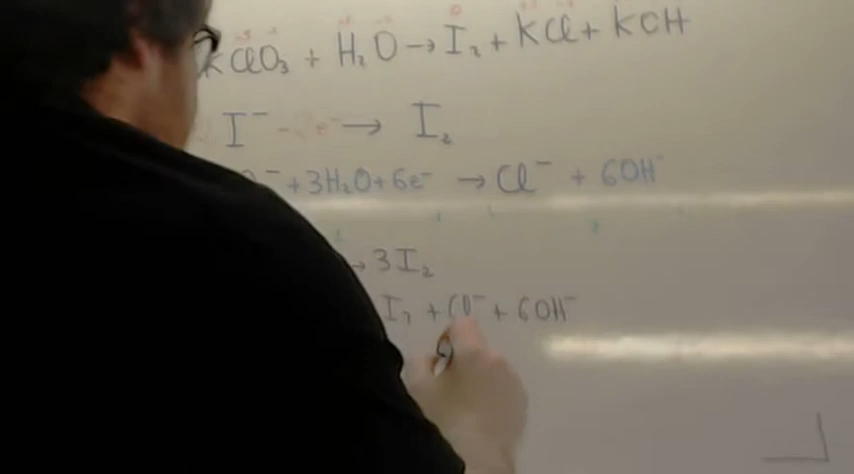 KClO₃ + H₂O → I₂ + KCl + KOH
I⁻ - e⁻ → I₂
⁻ + 3H₂O + 6e⁻ → Cl⁻ + 6OH⁻
→ 3I₂
I₂ + Cl⁻ + 6OH⁻